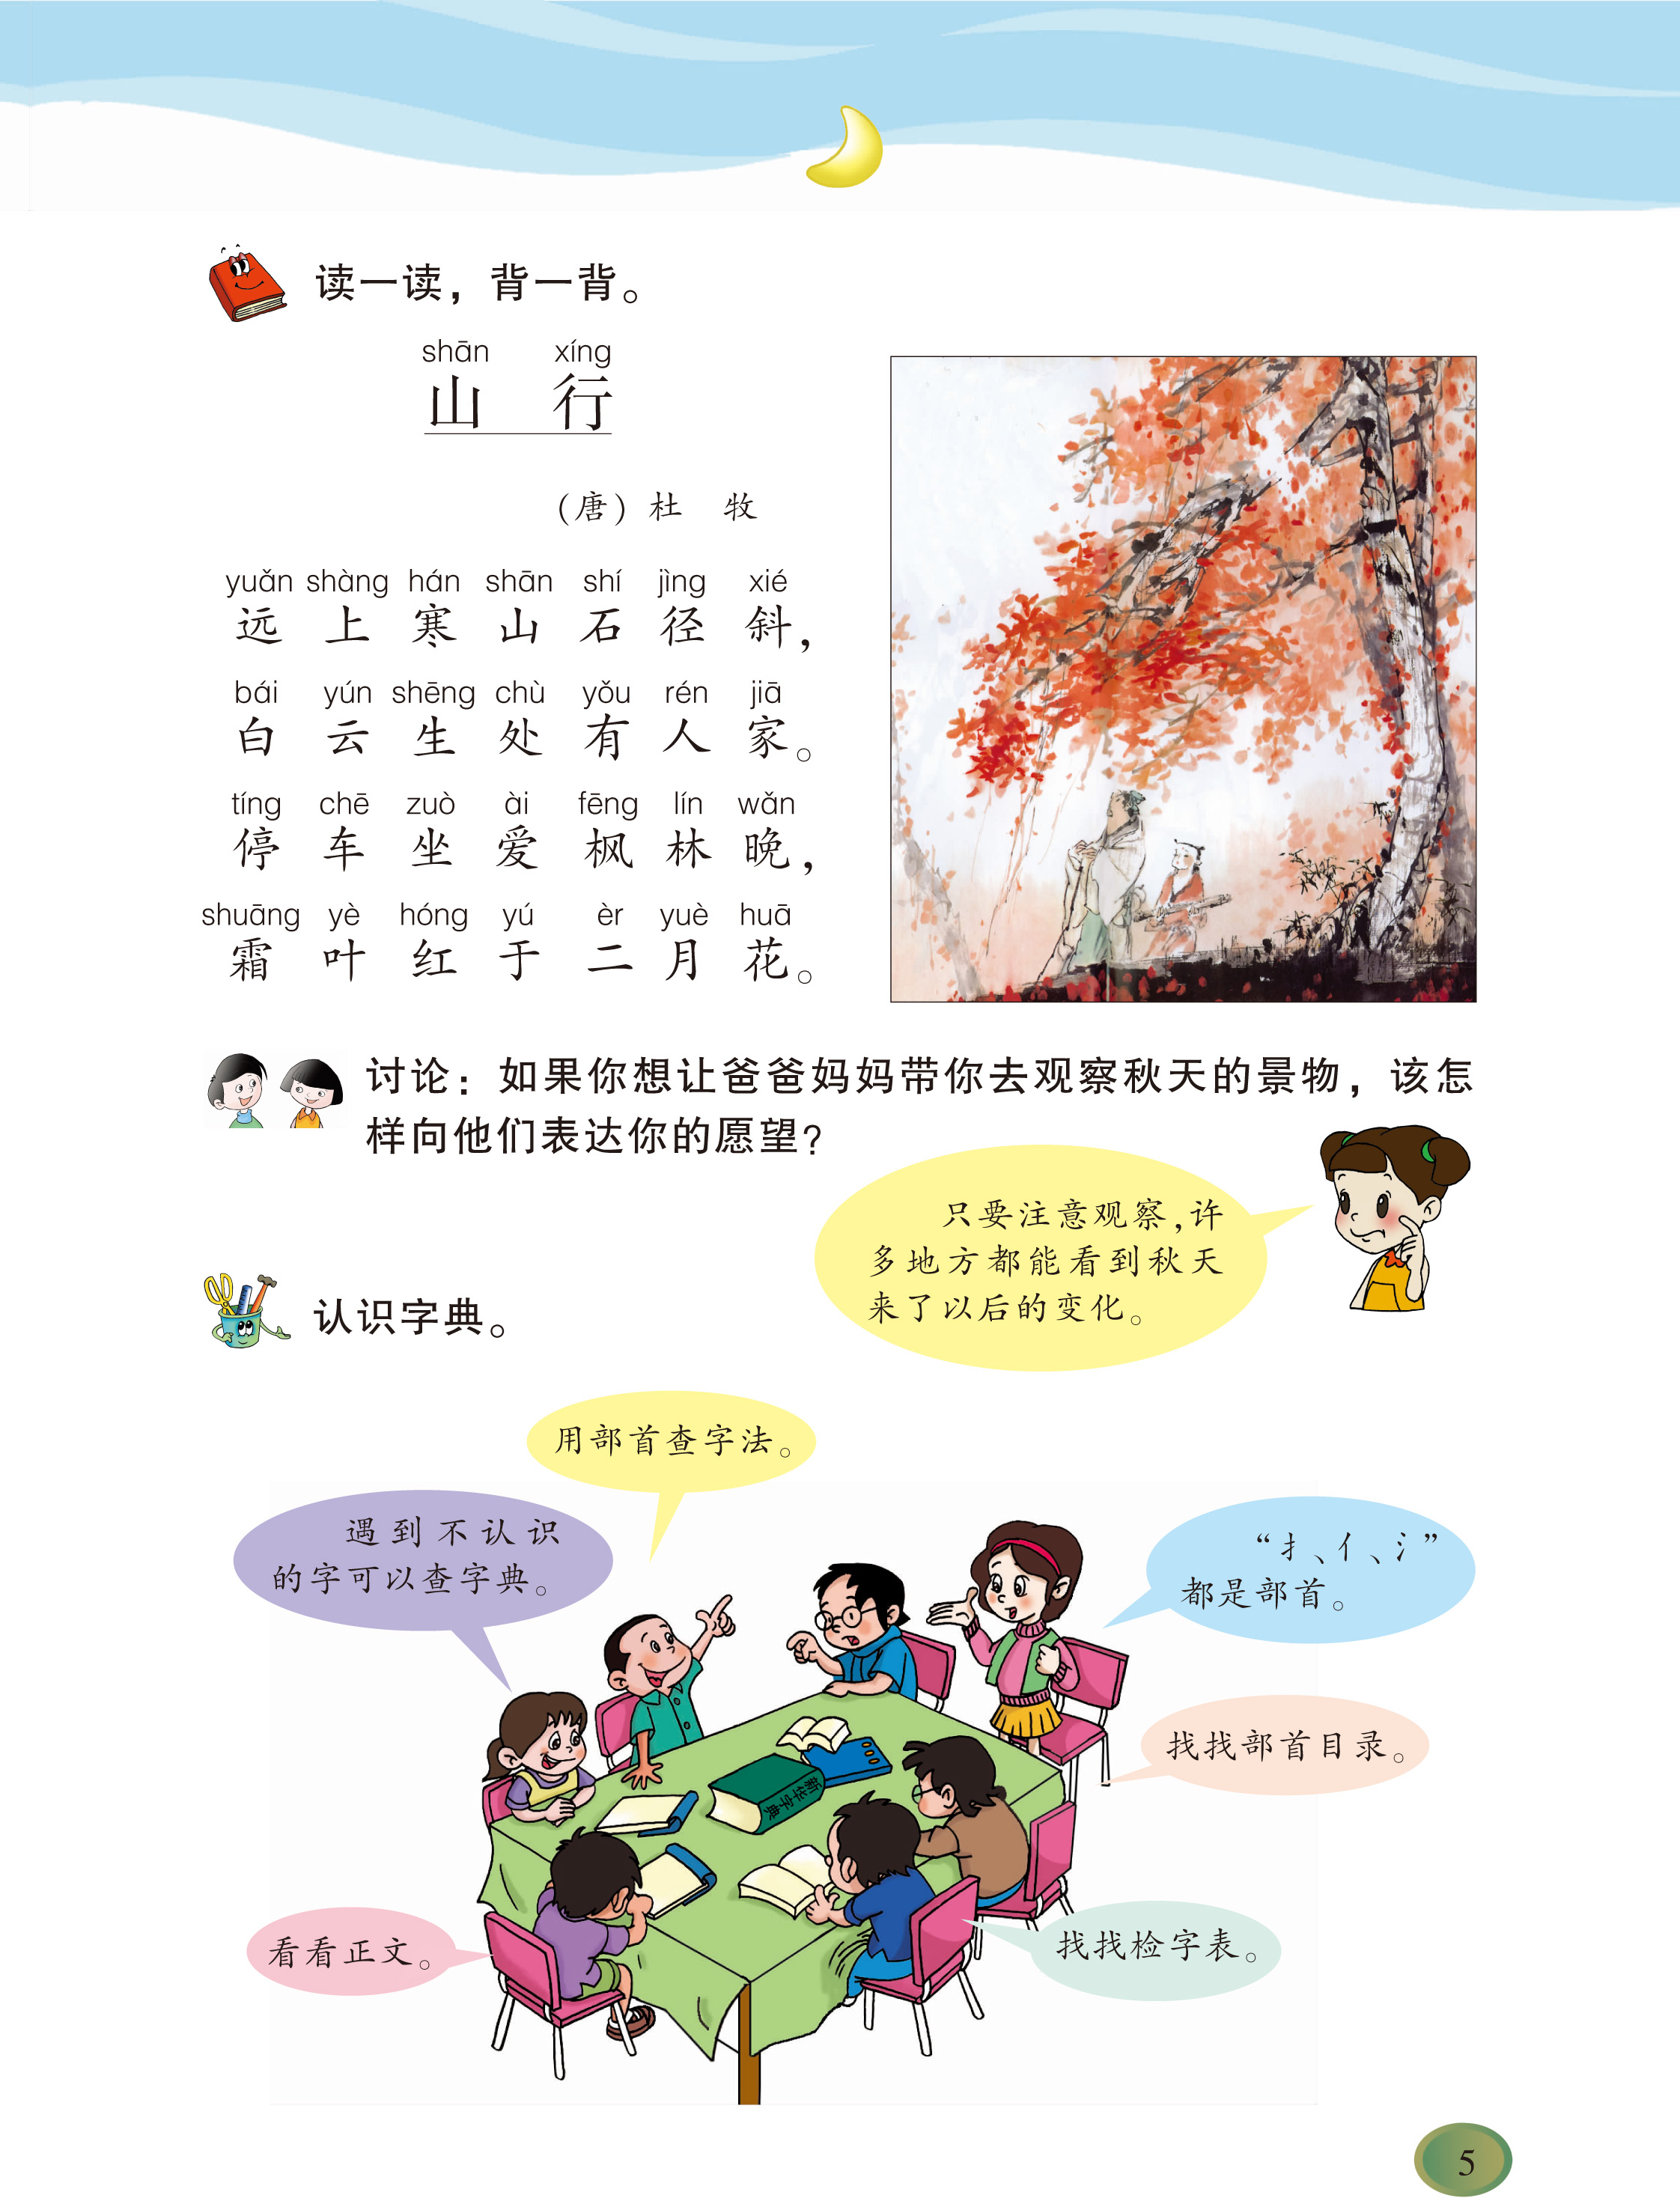 读一读，背一背。
shān xíng
山 行
（唐）杜 牧
yuǎn shàng hán shān shí jìng xié
远 上 寒 山 石 径 斜，
bái yún shēng chù yǒu rén jiā
白 云 生 处 有 人 家。
tíng chē zuò ài fēng lín wǎn
停 车 坐 爱 枫 林 晚，
shuāng yè hóng yú èr yuè huā
霜 叶 红 于 二 月 花。
讨论：如果你想让爸爸妈妈带你去观察秋天的景物，该怎
样向他们表达你的愿望？
只要注意观察，许
多地方都能看到秋天
来了以后的变化。
认识字典。
用部首查字法。
遇到不认识
的字可以查字典。
“扌、亻、氵”
都是部首。
找找部首目录。
新华字典
看看正文。
找找检字表。
5